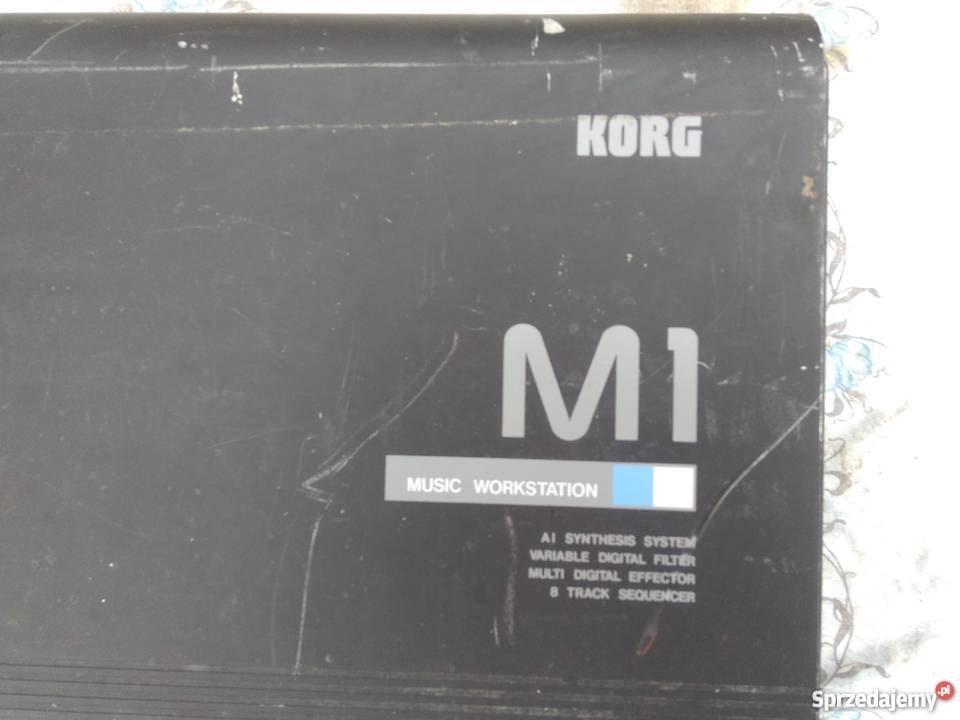 KORG
M1
MUSIC WORKSTATION
AI SYNTHESIS SYSTEM
VARIABLE DIGITAL FILTER
MULTI DIGITAL EFFECTOR
8 TRACK SEQUENCER
Sprzedajemy.pl